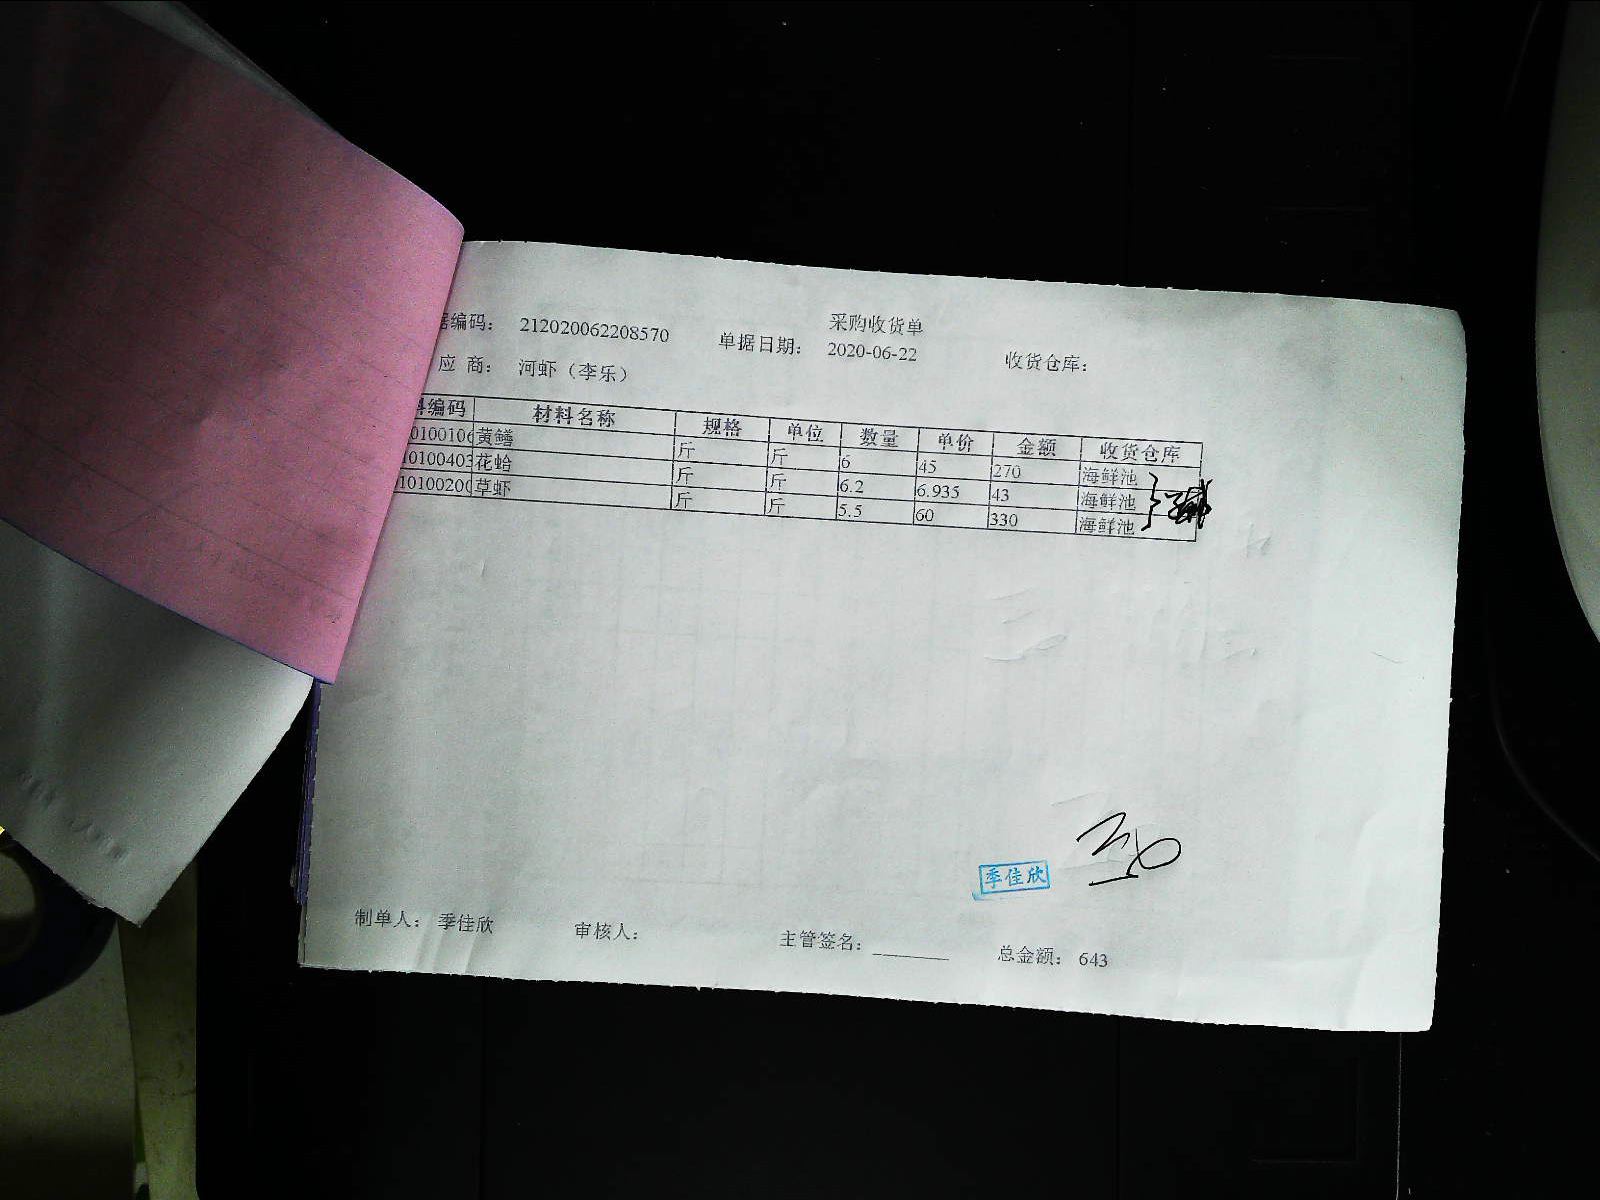 采购收货单
据编码： 212020062208570 单据日期： 2020-06-22 收货仓库：
应 商： 河虾（李乐）
料编码 材料名称 规格 单位 数量 单价 金额 收货仓库
0100106 黄鳝 斤 斤 6 45 270 海鲜池
10100403 花蛤 斤 斤 6.2 6.935 43 海鲜池
10100200 草虾 斤 斤 5.5 60 330 海鲜池
季佳欣
制单人： 季佳欣 审核人： 主管签名： 总金额： 643